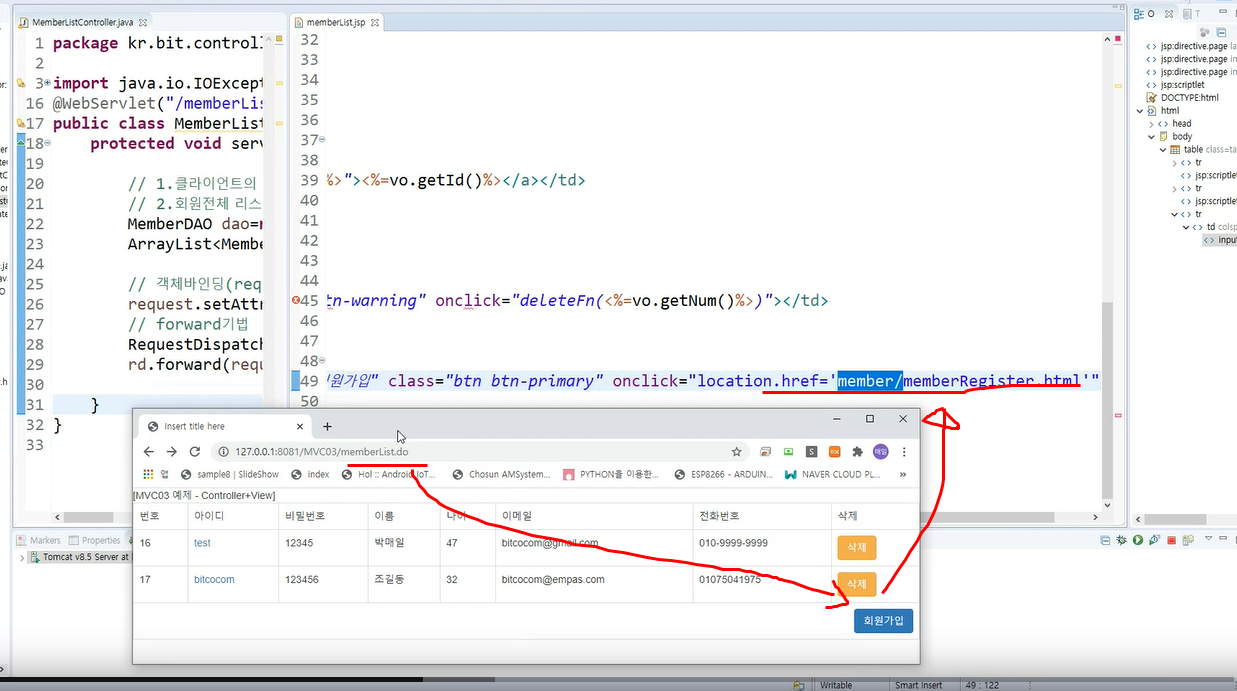 MemberListController.java
memberList.jsp
1 package kr.bit.control
2
3 import java.io.IOExcept
16 @WebServlet("/memberLis
17 public class MemberList
18 protected void serv
19
20 // 1.클라이언트의
21 // 2.회원전체 리스
22 MemberDAO dao=
23 ArrayList<Membe
24
25 // 객체바인딩(req
26 request.setAttr
27 // forward기법
28 RequestDispatch
29 rd.forward(requ
30
31 }
32 }
33
32
33
34
35
36
37
38
39 %>"><%=vo.getId()%></a></td>
40
41
42
43
44
45 tn-warning" onclick="deleteFn(<%=vo.getNum()%>)"></td>
46
47
48
49 원가입" class="btn btn-primary" onclick="location.href='member/memberRegister.html'"
50
jsp:directive.page la
jsp:directive.page im
jsp:directive.page im
jsp:scriptlet
DOCTYPE:html
html
head
body
table class=ta
tr
jsp:scriptlet
tr
jsp:scriptlet
tr
td colsp
input
Insert title here
127.0.0.1:8081/MVC03/memberList.do
매일
앱
sample8 | SlideShow
index
Hol :: Android,IoT...
Chosun AMSystem...
PYTHON을 이용한...
ESP8266 - ARDUIN...
NAVER CLOUD PL...
[MVC03 예제 - Controller+View]
번호 아이디 비밀번호 이름 나이 이메일 전화번호 삭제
16 test 12345 박매일 47 bitcocom@gmail.com 010-9999-9999 삭제
17 bitcocom 123456 조길동 32 bitcocom@empas.com 01075041975 삭제
회원가입
Markers Properties
Tomcat v8.5 Server at
Writable Smart Insert 49 : 122